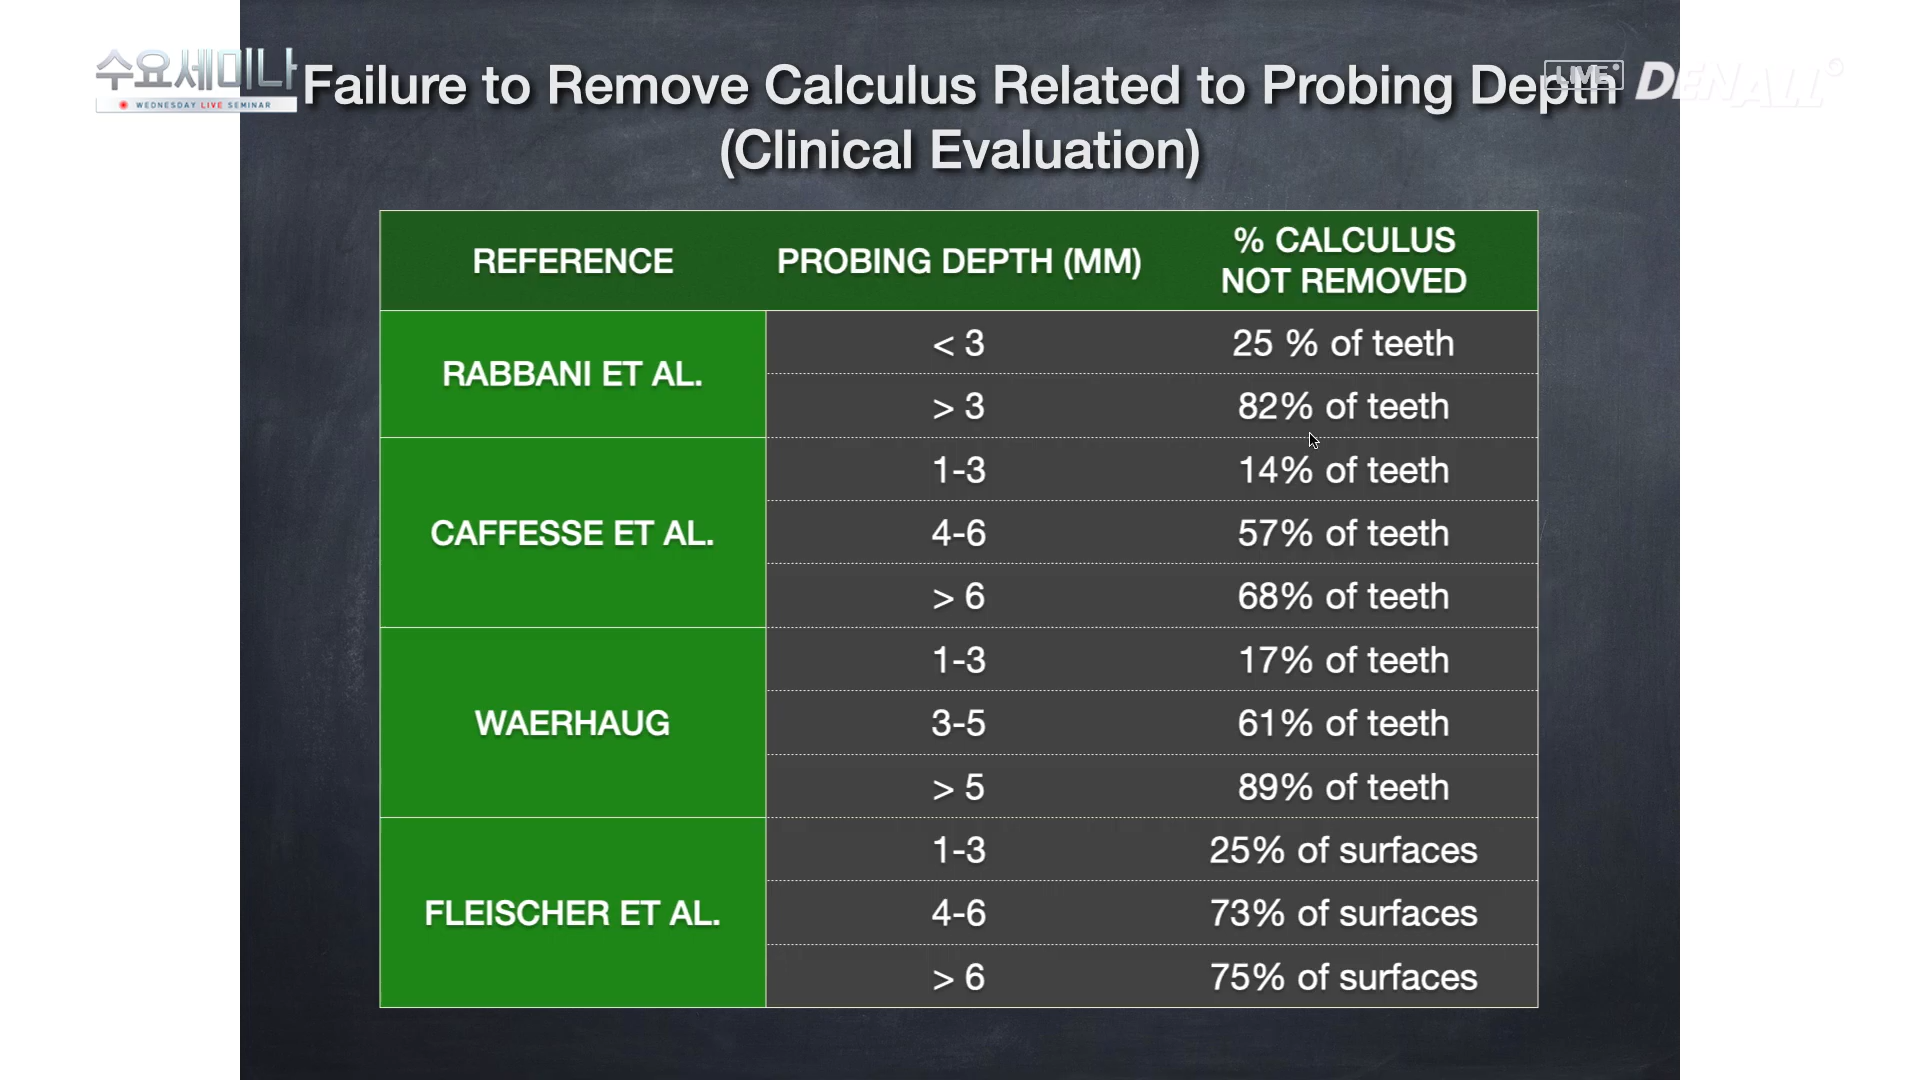 수요세미나
WEDNESDAY LIVE SEMINAR
LIVE
DENALL
Failure to Remove Calculus Related to Probing Depth
(Clinical Evaluation)
REFERENCE PROBING DEPTH (MM) % CALCULUS NOT REMOVED
RABBANI ET AL.
< 3 25 % of teeth
> 3 82% of teeth
CAFFESSE ET AL.
1-3 14% of teeth
4-6 57% of teeth
> 6 68% of teeth
WAERHAUG
1-3 17% of teeth
3-5 61% of teeth
> 5 89% of teeth
FLEISCHER ET AL.
1-3 25% of surfaces
4-6 73% of surfaces
> 6 75% of surfaces